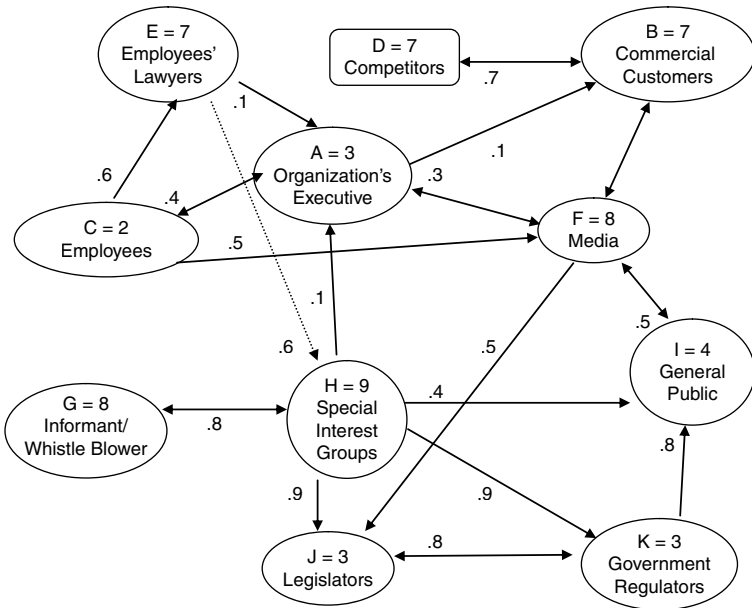 E = 7
Employees'
Lawyers
D = 7
Competitors
B = 7
Commercial
Customers
.7
.1
A = 3
Organization's
Executive
.1
.6
.4
.3
C = 2
Employees
F = 8
Media
.5
.1
.6
.5
.5
I = 4
General
Public
G = 8
Informant/
Whistle Blower
.8
H = 9
Special
Interest
Groups
.4
.8
.9
.9
J = 3
Legislators
.8
K = 3
Government
Regulators